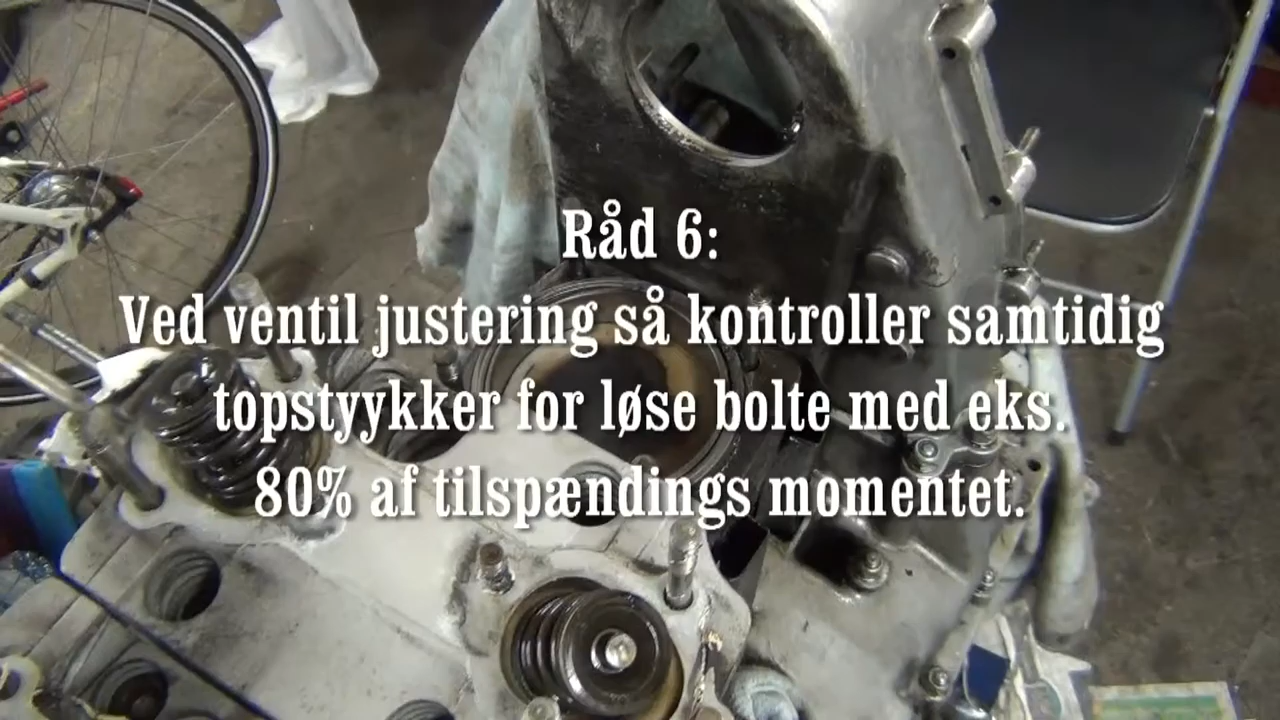 Råd 6:
Ved ventil justering så kontroller samtidig
topstyykker for løse bolte med eks.
80% af tilspændings momentet.